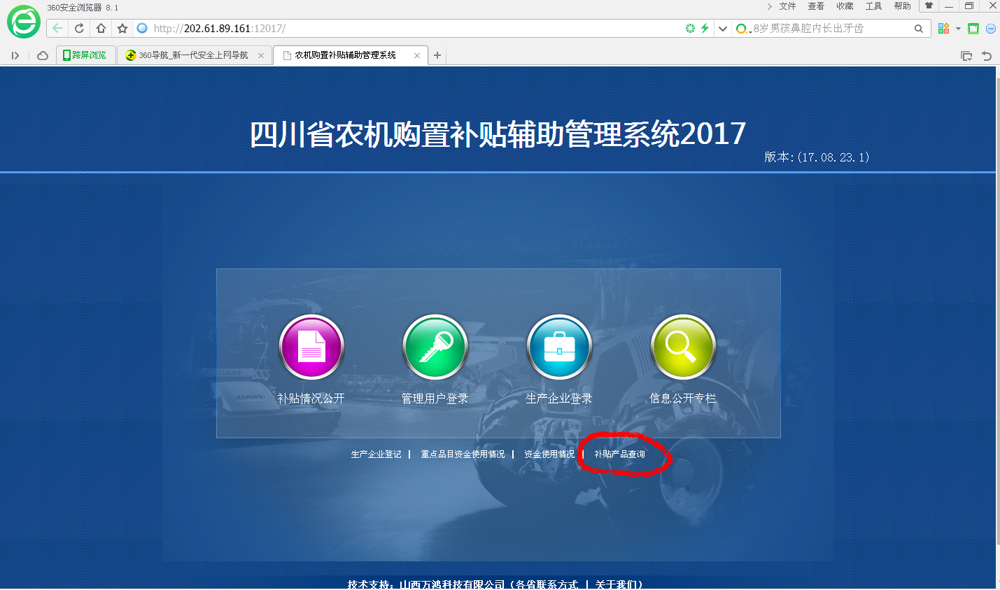 360安全浏览器 8.1
文件 查看 收藏 工具 帮助
http://202.61.89.161:12017/
8岁男孩鼻腔内长出牙齿
跨屏浏览
360导航_新一代安全上网导航
农机购置补贴辅助管理系统
四川省农机购置补贴辅助管理系统2017
版本:(17.08.23.1)
补贴情况公开
管理用户登录
生产企业登录
信息公开专栏
生产企业登记 | 重点品目资金使用情况 | 资金使用情况 | 补贴产品查询
技术支持：山西万鸿科技有限公司（各省联系方式 | 关于我们）